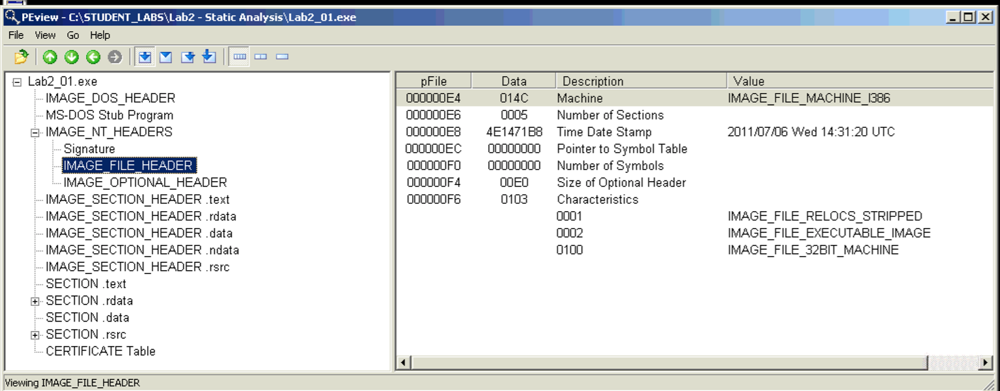 PEview - C:\STUDENT_LABS\Lab2 - Static Analysis\Lab2_01.exe
File View Go Help
Lab2_01.exe
IMAGE_DOS_HEADER
MS-DOS Stub Program
IMAGE_NT_HEADERS
Signature
IMAGE_FILE_HEADER
IMAGE_OPTIONAL_HEADER
IMAGE_SECTION_HEADER .text
IMAGE_SECTION_HEADER .rdata
IMAGE_SECTION_HEADER .data
IMAGE_SECTION_HEADER .ndata
IMAGE_SECTION_HEADER .rsrc
SECTION .text
SECTION .rdata
SECTION .data
SECTION .rsrc
CERTIFICATE Table
pFile Data Description Value
000000E4 014C Machine IMAGE_FILE_MACHINE_I386
000000E6 0005 Number of Sections
000000E8 4E1471B8 Time Date Stamp 2011/07/06 Wed 14:31:20 UTC
000000EC 00000000 Pointer to Symbol Table
000000F0 00000000 Number of Symbols
000000F4 00E0 Size of Optional Header
000000F6 0103 Characteristics
0001 IMAGE_FILE_RELOCS_STRIPPED
0002 IMAGE_FILE_EXECUTABLE_IMAGE
0100 IMAGE_FILE_32BIT_MACHINE
Viewing IMAGE_FILE_HEADER